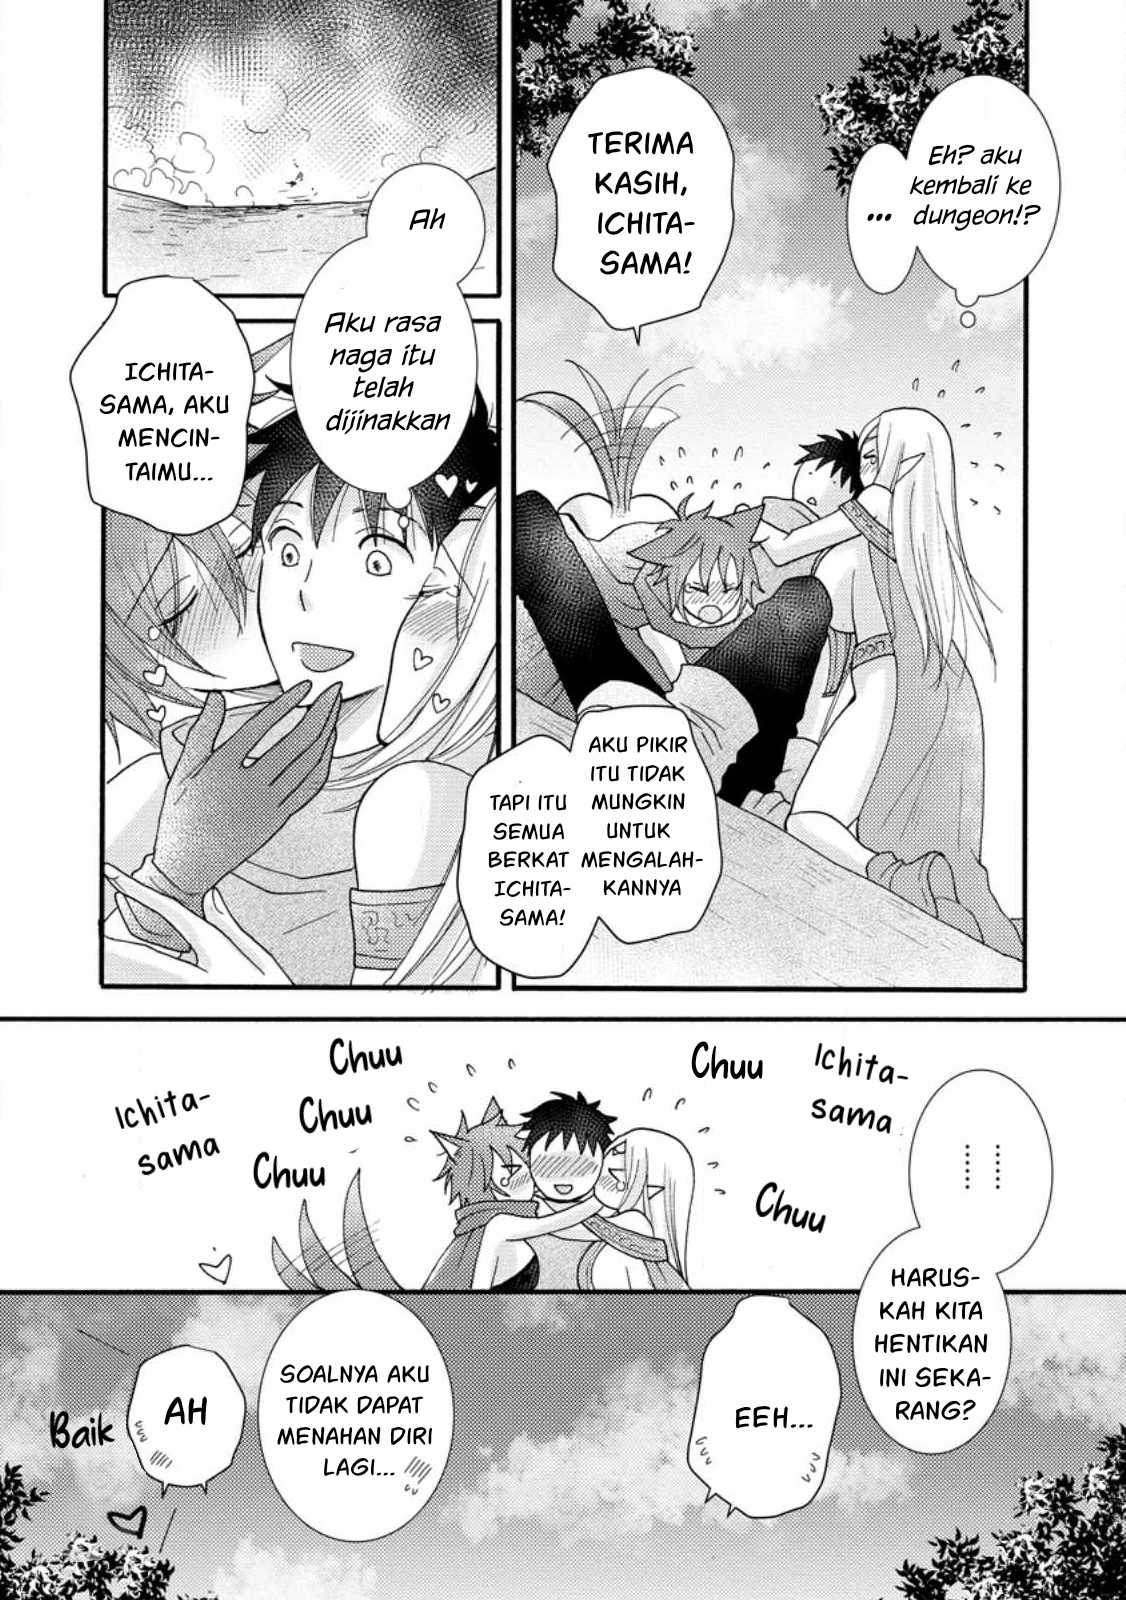 Eh? aku
kembali ke
... dungeon!?
TERIMA
KASIH,
ICHITA-
SAMA!
AKU PIKIR
ITU TIDAK
MUNGKIN
UNTUK
MENGALAH-
KANNYA
TAPI ITU
SEMUA
BERKAT
ICHITA-
SAMA!
Ah
Aku rasa
naga itu
telah
dijinakkan
ICHITA-
SAMA, AKU
MENCIN-
TAIMU...
Ichita-
sama
Chuu
Chuu
Chuu
Chuu
Chuu
Ichita-
sama
......
HARUS-
KAH KITA
HENTIKAN
INI SEKA-
RANG?
EEH...
SOALNYA AKU
TIDAK DAPAT
MENAHAN DIRI
LAGI...
AH
Baik